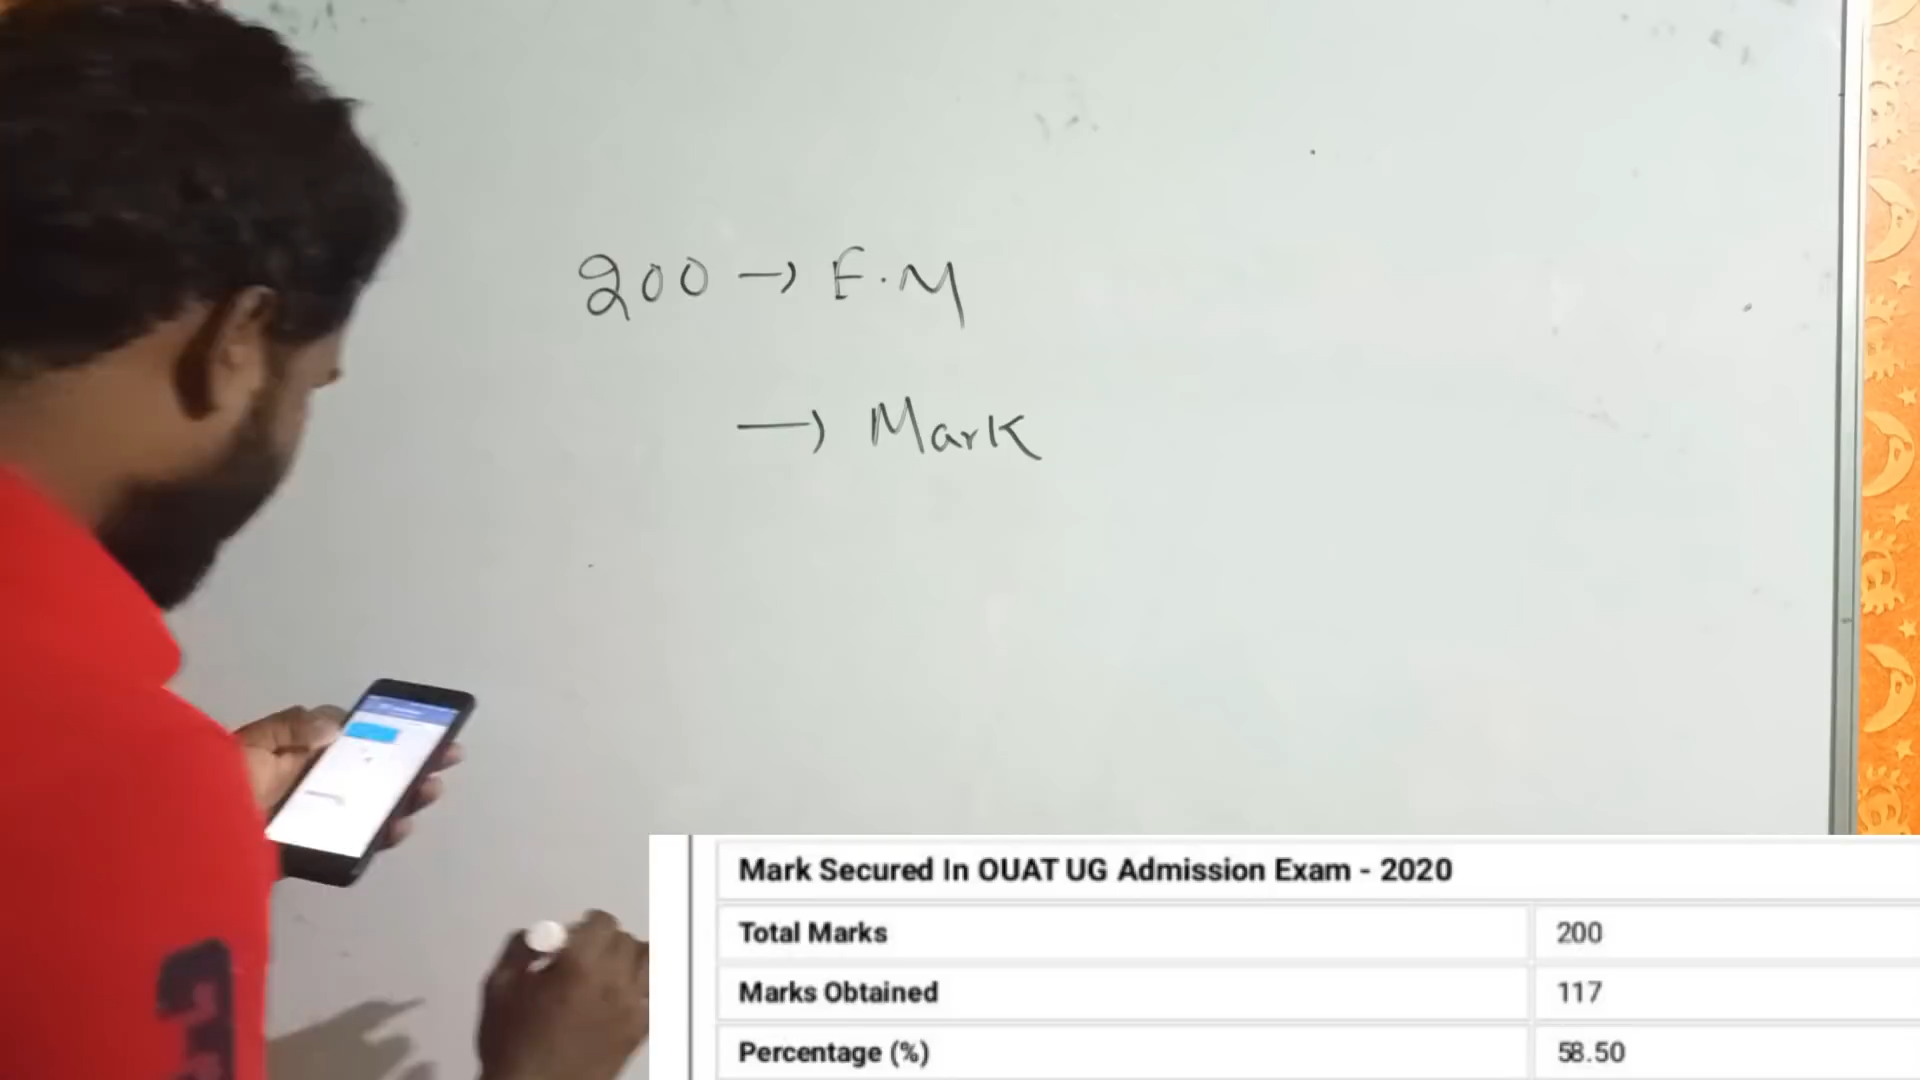 200 → F.M
→ Mark
Mark Secured In OUAT UG Admission Exam - 2020
Total Marks 200
Marks Obtained 117
Percentage (%) 58.50